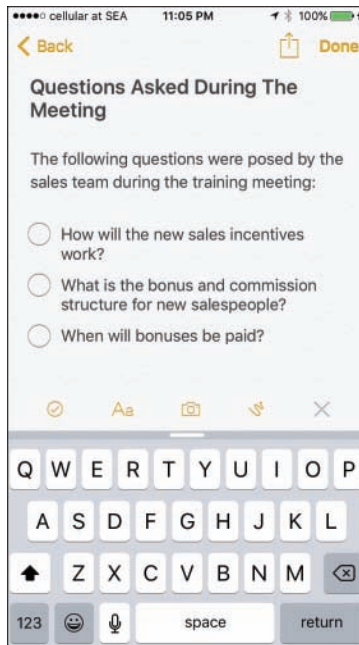 cellular at SEA 11:05 PM 100%
Back Done
Questions Asked During The
Meeting
The following questions were posed by the
sales team during the training meeting:
How will the new sales incentives
work?
What is the bonus and commission
structure for new salespeople?
When will bonuses be paid?
Aa
Q W E R T Y U I O P
A S D F G H J K L
Z X C V B N M
123 space return